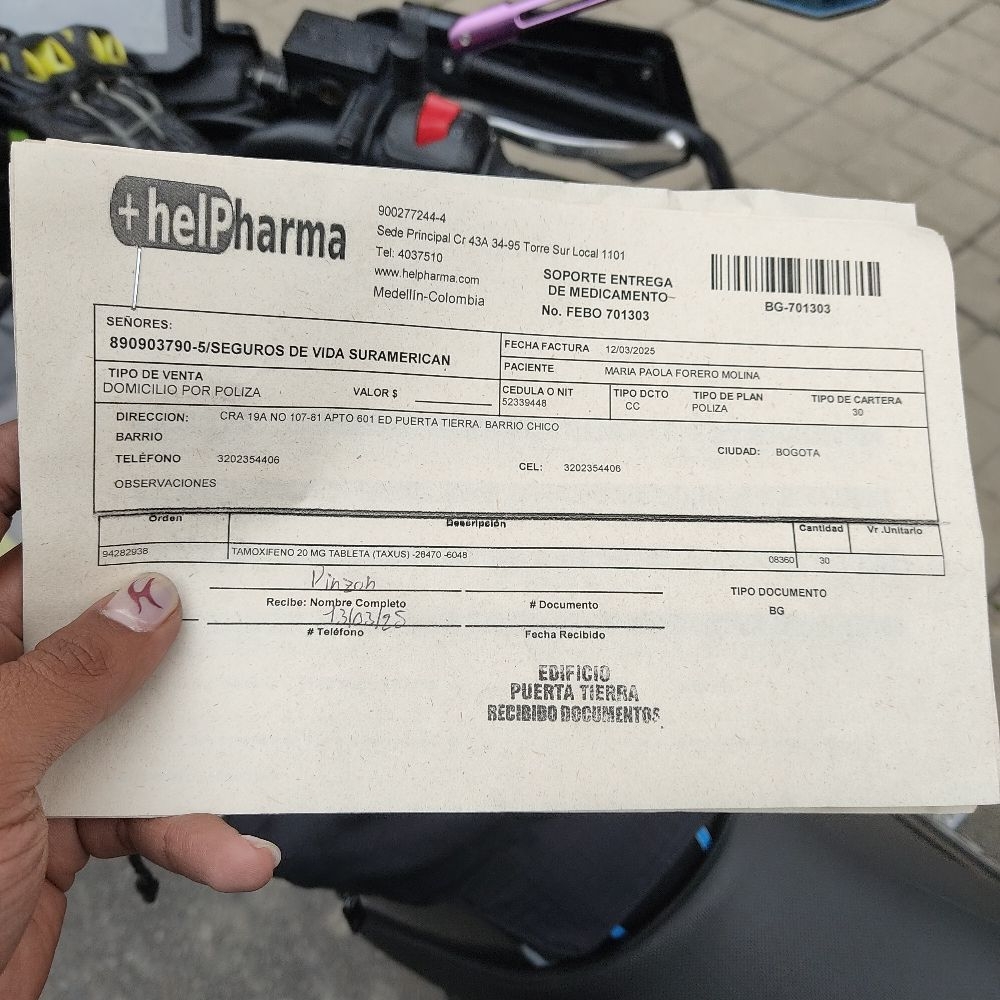 +helPharma
900277244-4
Sede Principal Cr 43A 34-95 Torre Sur Local 1101
Tel: 4037510
www.helpharma.com
Medellín-Colombia
SOPORTE ENTREGA
DE MEDICAMENTO
No. FEBO 701303
BG-701303
SEÑORES:
890903790-5/SEGUROS DE VIDA SURAMERICAN
FECHA FACTURA 12/03/2025
PACIENTE MARIA PAOLA FORERO MOLINA
TIPO DE VENTA
DOMICILIO POR POLIZA
VALOR $
CEDULA O NIT
52339448
TIPO DCTO
CC
TIPO DE PLAN
POLIZA
TIPO DE CARTERA
30
DIRECCION: CRA 19A NO 107-81 APTO 601 ED PUERTA TIERRA. BARRIO CHICO
BARRIO
CIUDAD: BOGOTA
TELÉFONO 3202354406
CEL: 3202354406
OBSERVACIONES
Orden Descripción Cantidad Vr .Unitario
94282938 TAMOXIFENO 20 MG TABLETA (TAXUS) -28470 -6048 08360 30
Pinzon
Recibe: Nombre Completo
# Documento
TIPO DOCUMENTO
BG
13/03/25
# Teléfono
Fecha Recibido
EDIFICIO
PUERTA TIERRA
RECIBIDO DOCUMENTOS